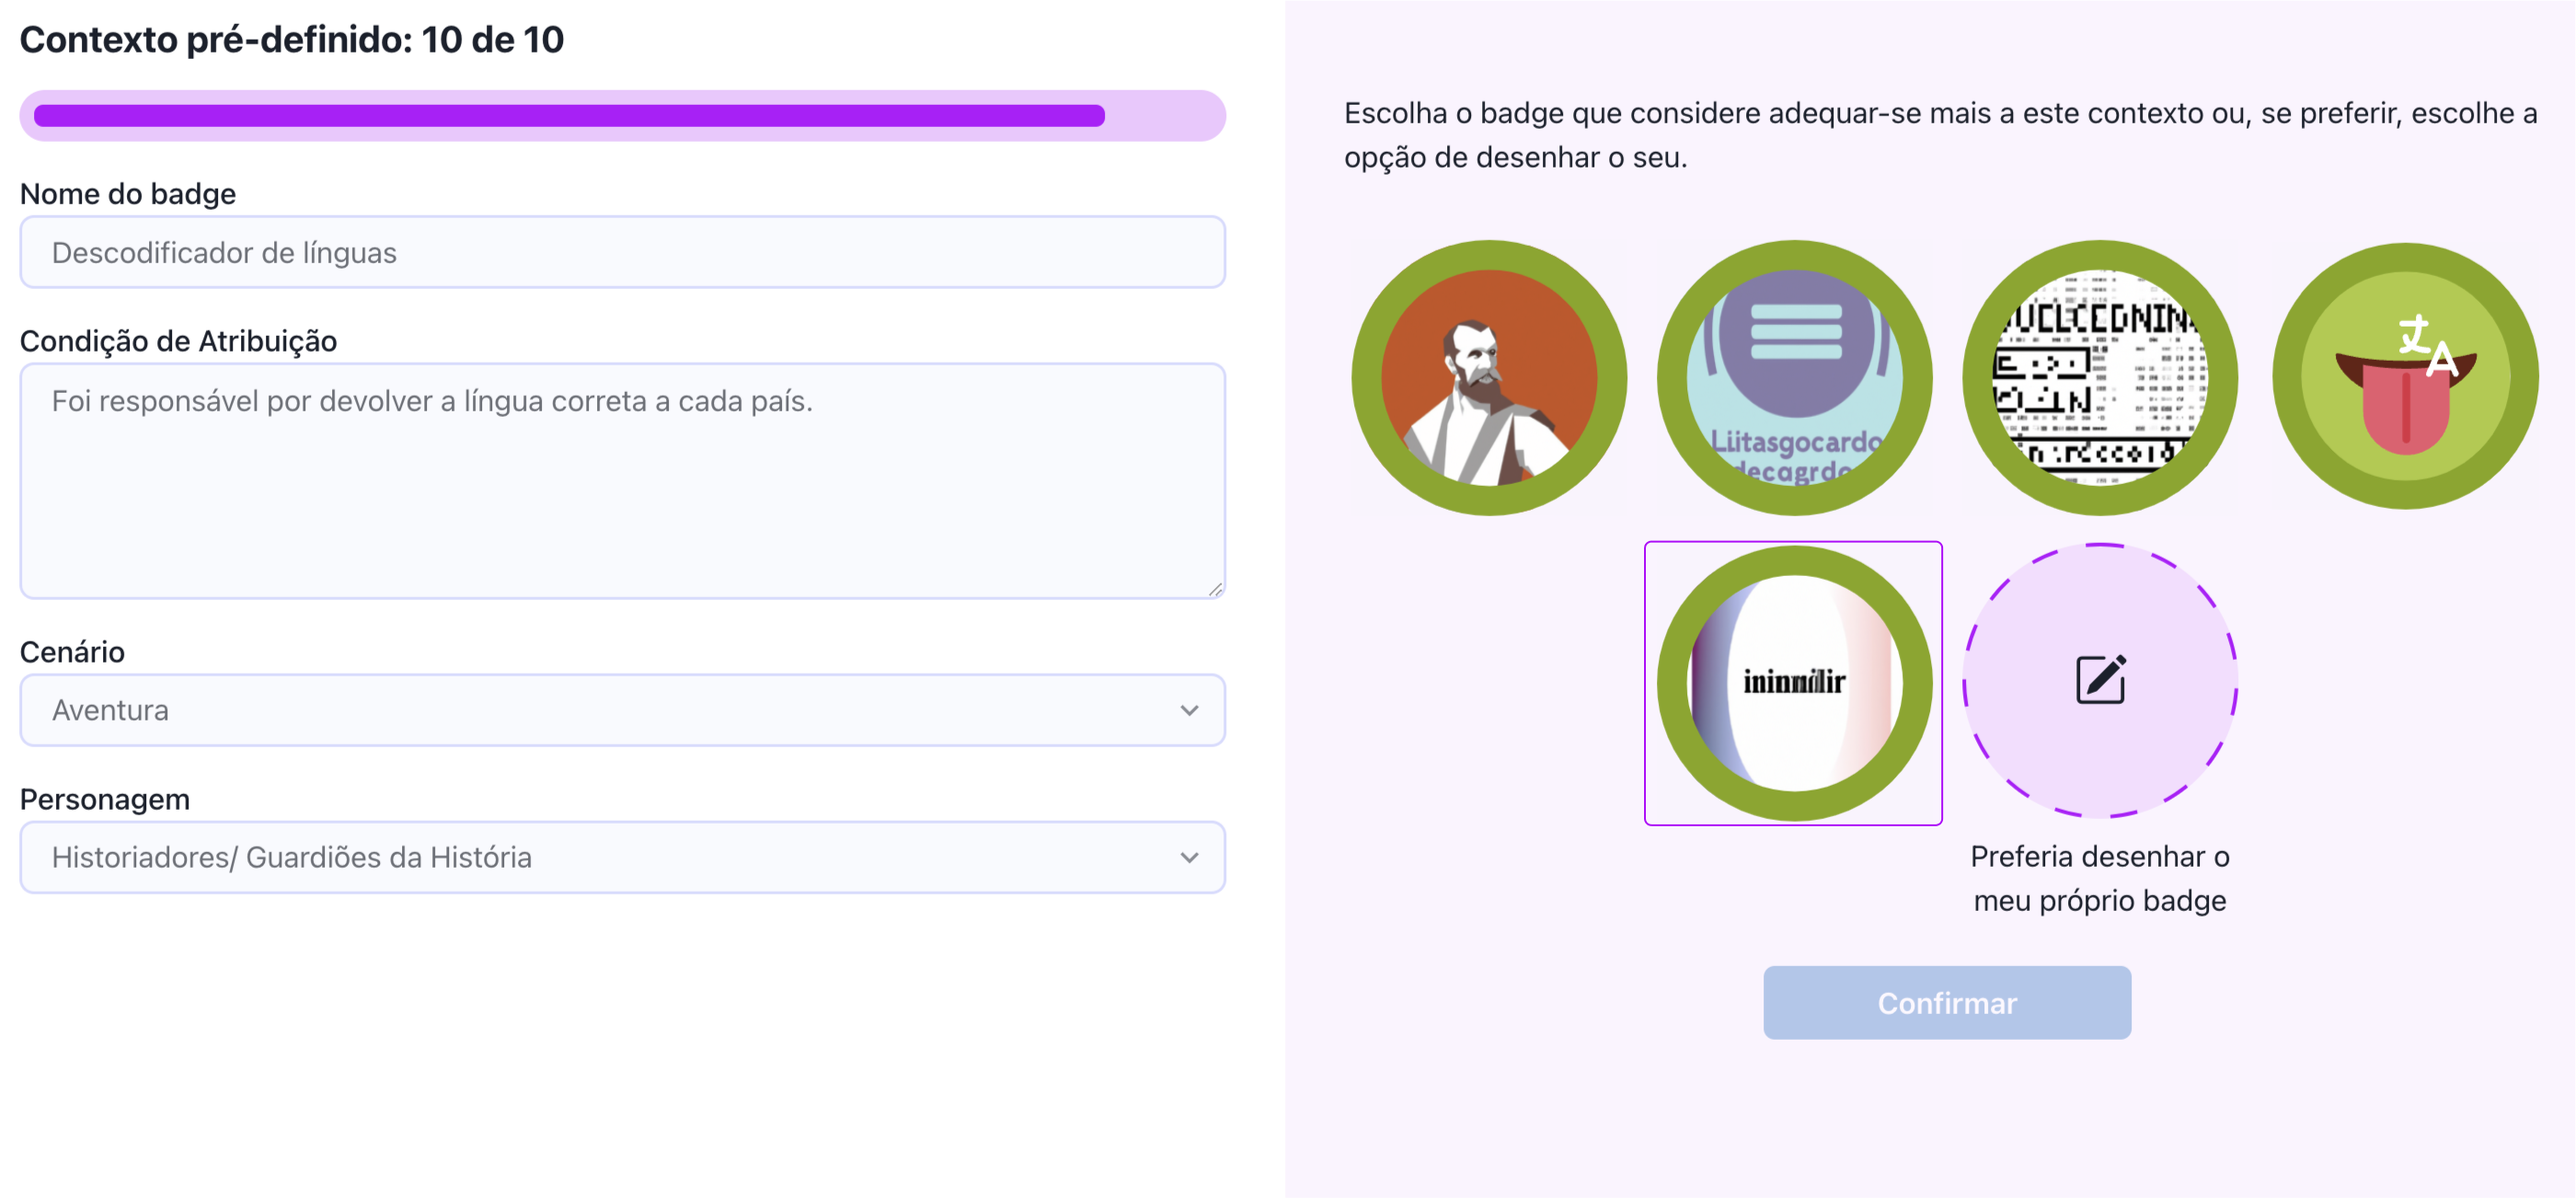 Contexto pré-definido: 10 de 10
Nome do badge
Descodificador de línguas
Condição de Atribuição
Foi responsável por devolver a língua correta a cada país.
Cenário
Aventura
Personagem
Historiadores/ Guardiões da História
Escolha o badge que considere adequar-se mais a este contexto ou, se preferir, escolhe a
opção de desenhar o seu.
Liitasgocardo
decagrdo
文A
Preferia desenhar o
meu próprio badge
Confirmar